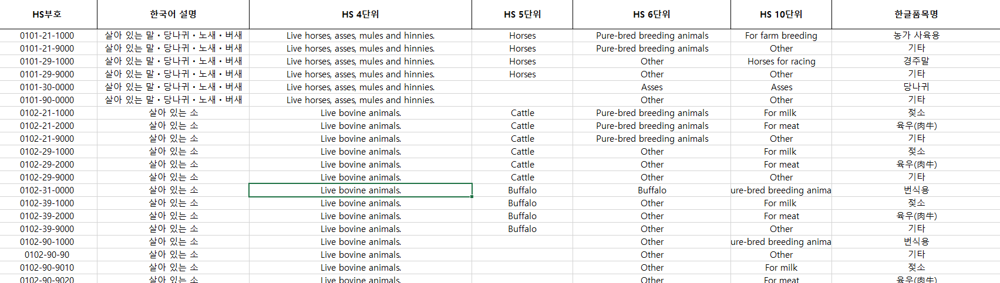 HS부호 한국어 설명 HS 4단위 HS 5단위 HS 6단위 HS 10단위 한글품목명
0101-21-1000 살아 있는 말・당나귀・노새・버새 Live horses, asses, mules and hinnies. Horses Pure-bred breeding animals For farm breeding 농가 사육용
0101-21-9000 살아 있는 말・당나귀・노새・버새 Live horses, asses, mules and hinnies. Horses Pure-bred breeding animals Other 기타
0101-29-1000 살아 있는 말・당나귀・노새・버새 Live horses, asses, mules and hinnies. Horses Other Horses for racing 경주말
0101-29-9000 살아 있는 말・당나귀・노새・버새 Live horses, asses, mules and hinnies. Horses Other Other 기타
0101-30-0000 살아 있는 말・당나귀・노새・버새 Live horses, asses, mules and hinnies. Asses Asses 당나귀
0101-90-0000 살아 있는 말・당나귀・노새・버새 Live horses, asses, mules and hinnies. Other Other 기타
0102-21-1000 살아 있는 소 Live bovine animals. Cattle Pure-bred breeding animals For milk 젖소
0102-21-2000 살아 있는 소 Live bovine animals. Cattle Pure-bred breeding animals For meat 육우(肉牛)
0102-21-9000 살아 있는 소 Live bovine animals. Cattle Pure-bred breeding animals Other 기타
0102-29-1000 살아 있는 소 Live bovine animals. Cattle Other For milk 젖소
0102-29-2000 살아 있는 소 Live bovine animals. Cattle Other For meat 육우(肉牛)
0102-29-9000 살아 있는 소 Live bovine animals. Cattle Other Other 기타
0102-31-0000 살아 있는 소 Live bovine animals. Buffalo Buffalo ure-bred breeding anima 번식용
0102-39-1000 살아 있는 소 Live bovine animals. Buffalo Other For milk 젖소
0102-39-2000 살아 있는 소 Live bovine animals. Buffalo Other For meat 육우(肉牛)
0102-39-9000 살아 있는 소 Live bovine animals. Buffalo Other Other 기타
0102-90-1000 살아 있는 소 Live bovine animals. Other ure-bred breeding anima 번식용
0102-90-90 살아 있는 소 Live bovine animals. Other Other 기타
0102-90-9010 살아 있는 소 Live bovine animals. Other For milk 젖소
0102-90-9020 살아 있는 소 Live bovine animals. Other For meat 육우(肉牛)